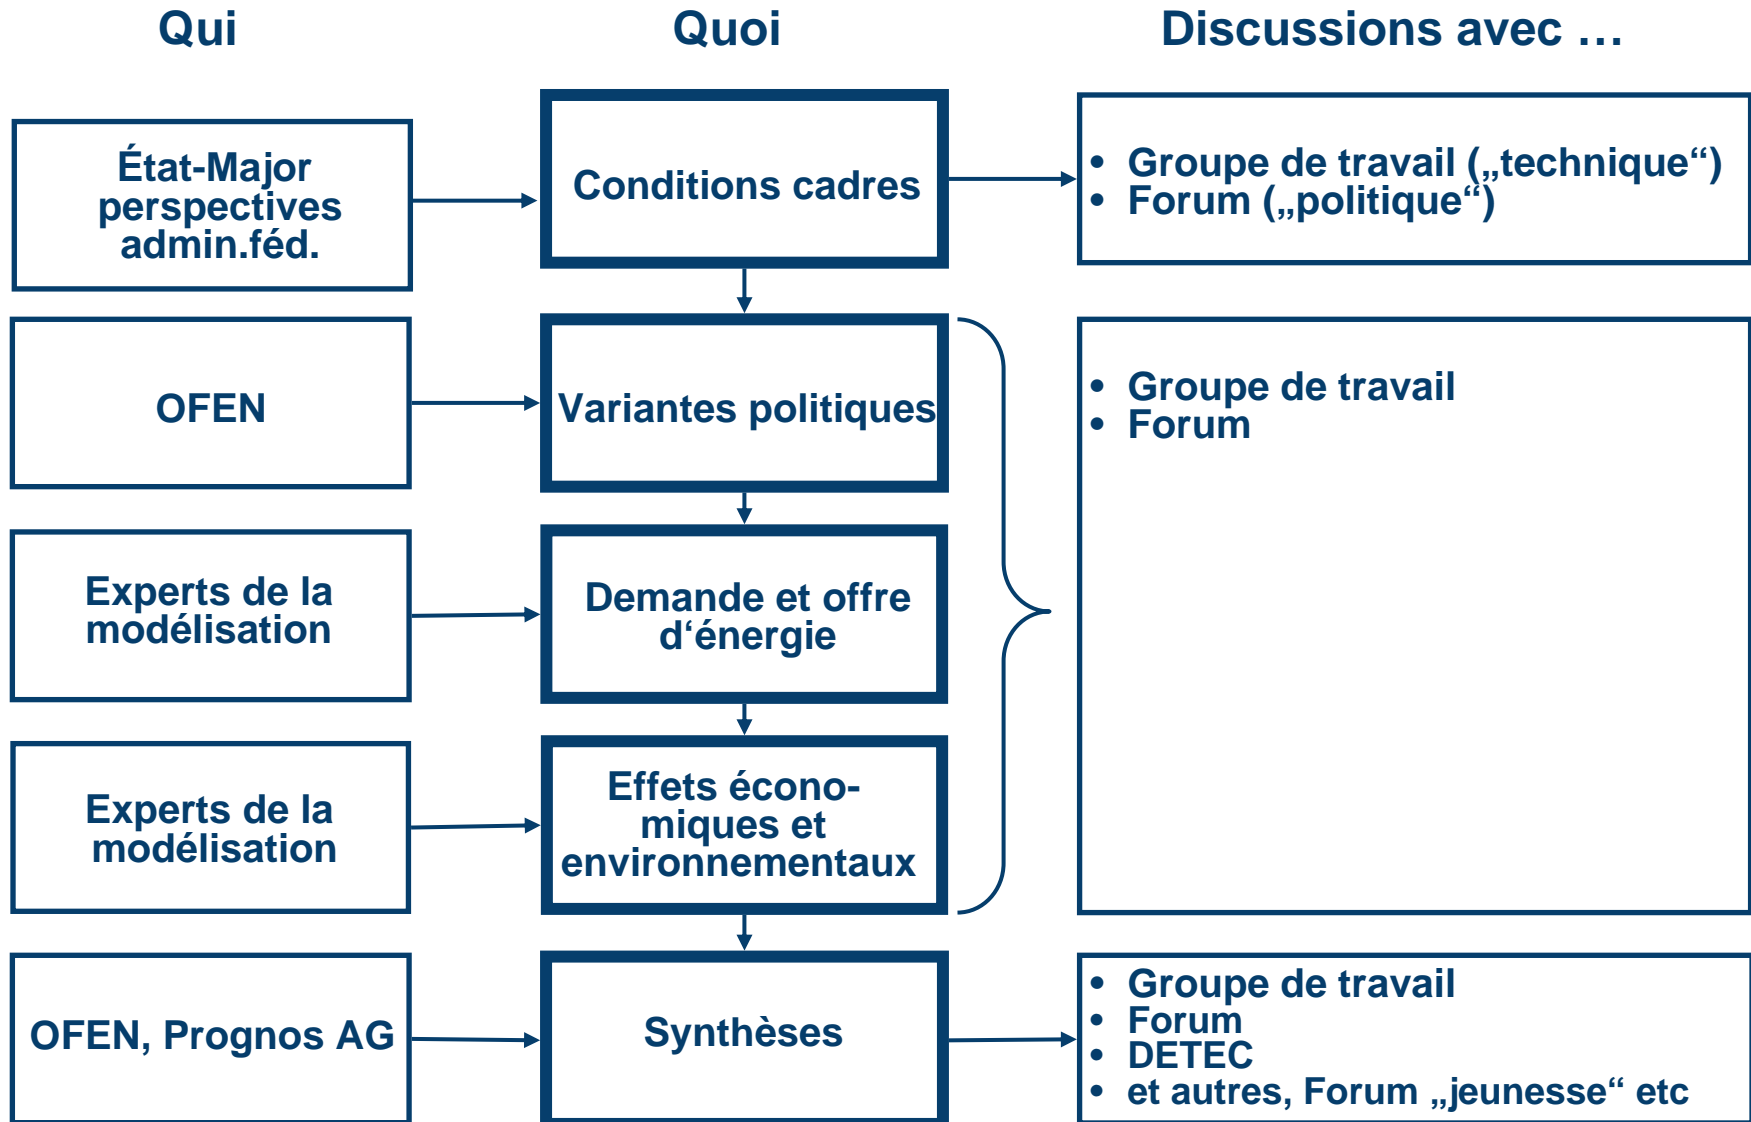 Qui
Quoi
Discussions avec …
État-Major
perspectives
admin.féd.
Conditions cadres
• Groupe de travail („technique“)
• Forum („politique“)
OFEN
Variantes politiques
• Groupe de travail
• Forum
Experts de la
modélisation
Demande et offre
d‘énergie
Experts de la
modélisation
Effets écono-
miques et
environnementaux
OFEN, Prognos AG
Synthèses
• Groupe de travail
• Forum
• DETEC
• et autres, Forum „jeunesse“ etc